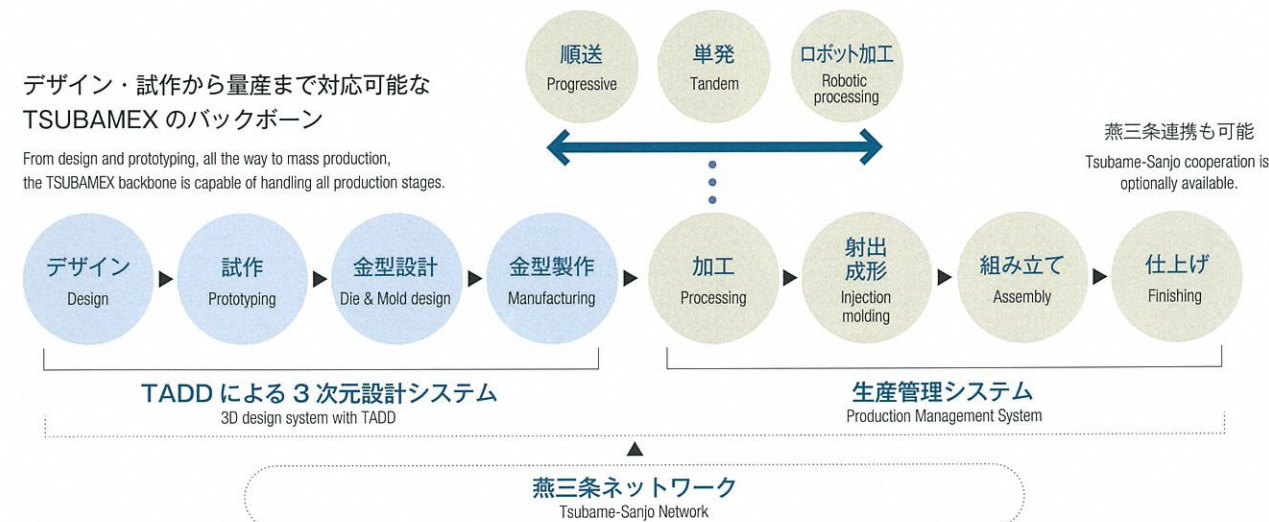 順送
Progressive
単発
Tandem
ロボット加工
Robotic
processing
デザイン・試作から量産まで対応可能な
TSUBAMEX のバックボーン
From design and prototyping, all the way to mass production,
the TSUBAMEX backbone is capable of handling all production stages.
燕三条連携も可能
Tsubame-Sanjo cooperation is
optionally available.
デザイン
Design
試作
Prototyping
金型設計
Die & Mold design
金型製作
Manufacturing
加工
Processing
射出
成形
Injection
molding
組み立て
Assembly
仕上げ
Finishing
TADD による 3 次元設計システム
3D design system with TADD
生産管理システム
Production Management System
燕三条ネットワーク
Tsubame-Sanjo Network